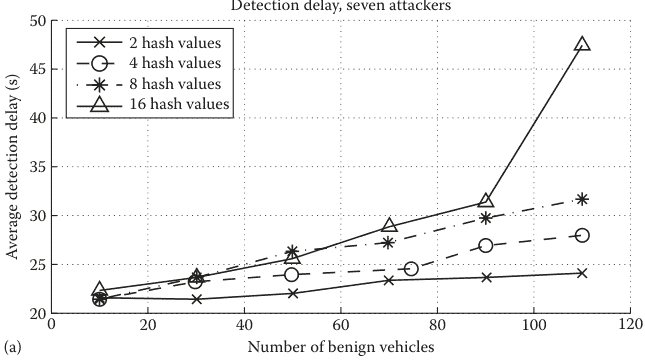 Detection delay, seven attackers
50
45
40
35
30
25
20
Average detection delay (s)
2 hash values
4 hash values
8 hash values
16 hash values
0 20 40 60 80 100 120
(a) Number of benign vehicles